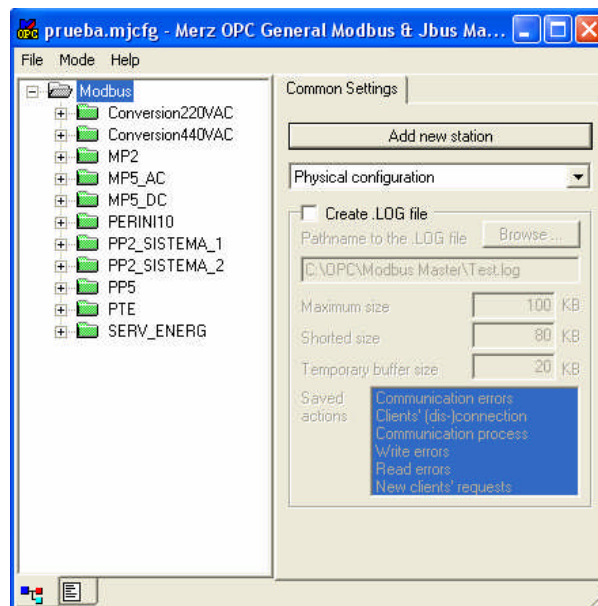 prueba.mjcfg - Merz OPC General Modbus & Jbus Ma...
File Mode Help
Modbus
Conversion220VAC
Conversion440VAC
MP2
MP5_AC
MP5_DC
PERINI10
PP2_SISTEMA_1
PP2_SISTEMA_2
PP5
PTE
SERV_ENERG
Common Settings
Add new station
Physical configuration
Create .LOG file
Pathname to the .LOG file
Browse ...
C:\OPC\Modbus Master\Test.log
Maximum size 100 KB
Shorted size 80 KB
Temporary buffer size 20 KB
Saved actions
Communication errors
Clients' (dis-)connection
Communication process
Write errors
Read errors
New clients' requests